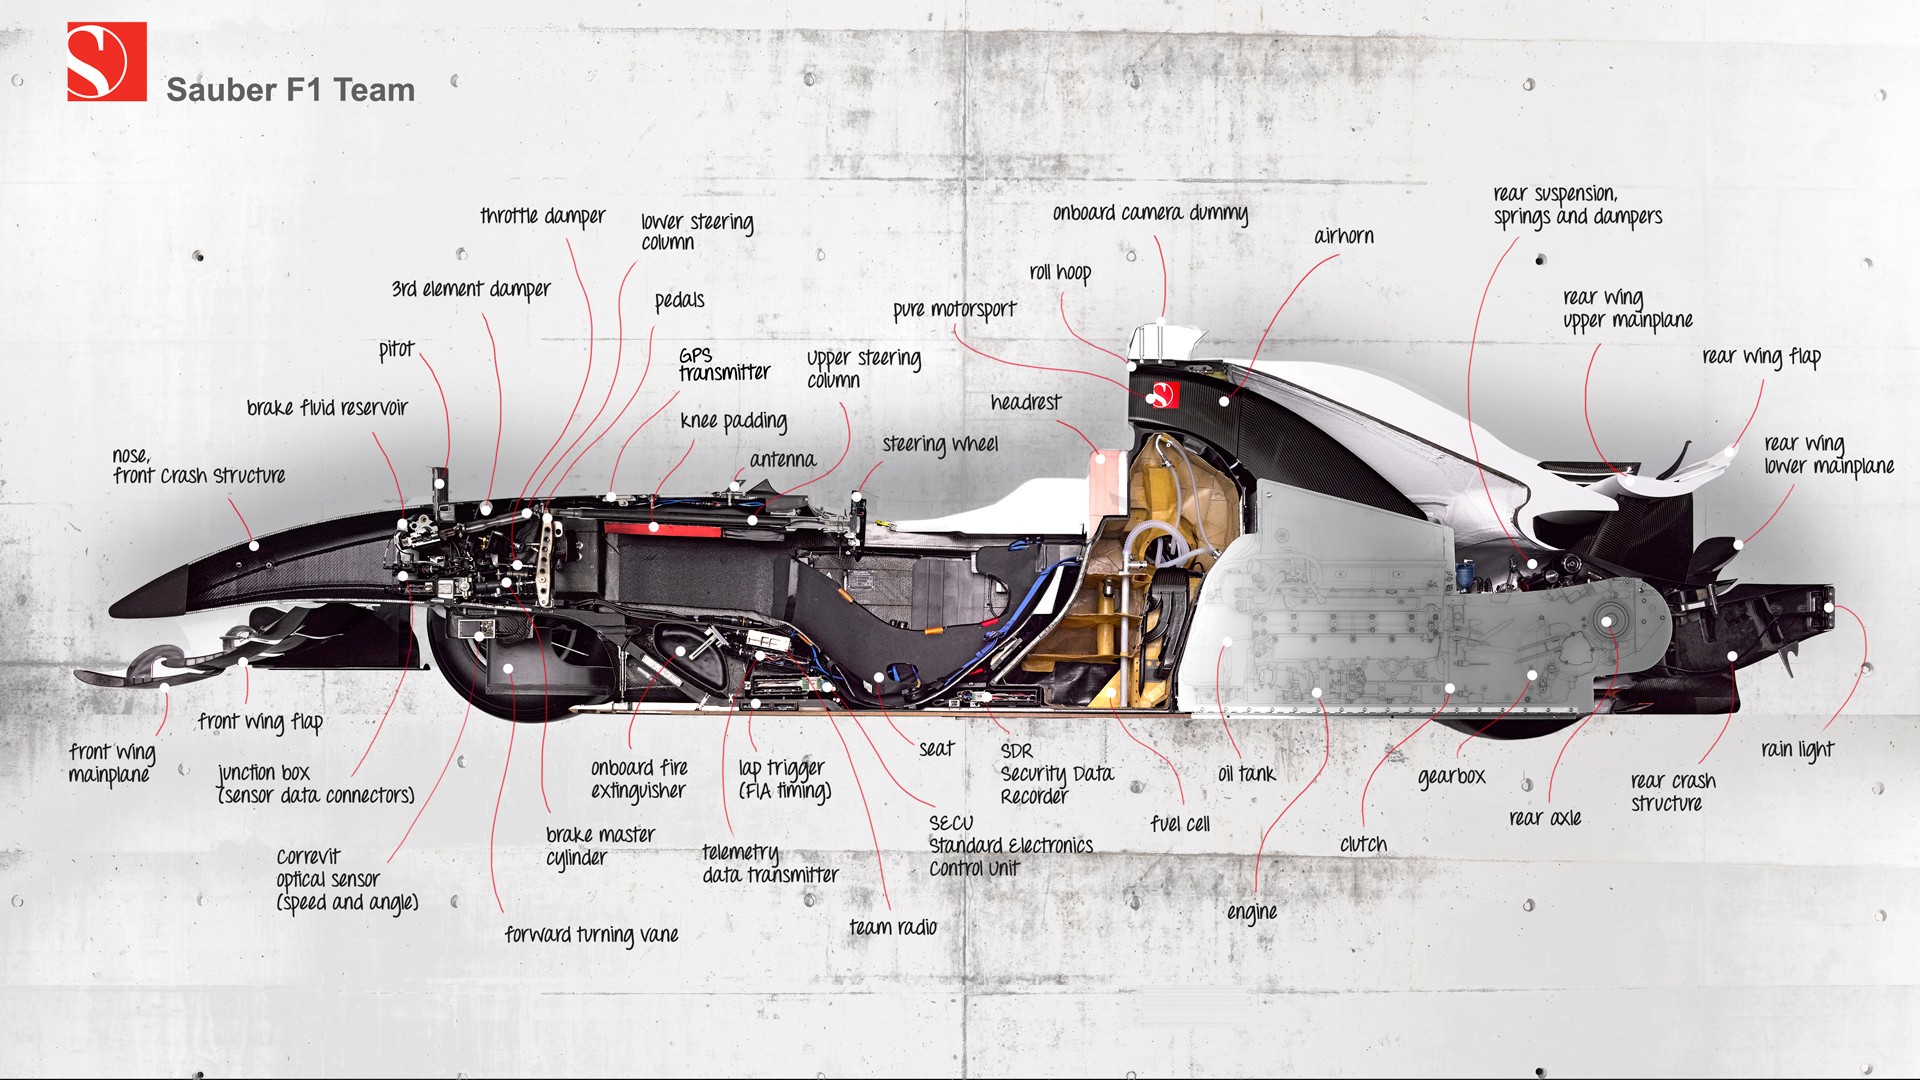 Sauber F1 Team
rear suspension,
springs and dampers
throttle damper
lower steering
column
onboard camera dummy
airhorn
roll hoop
3rd element damper
pedals
pure motorsport
rear wing
upper mainplane
pitot
GPS
transmitter
upper steering
column
rear wing flap
brake fluid reservoir
knee padding
headrest
nose,
front crash structure
antenna
steering wheel
rear wing
lower mainplane
front wing flap
front wing
mainplane
junction box
(sensor data connectors)
onboard fire
extinguisher
lap trigger
(FIA timing)
seat
SDR
Security Data
Recorder
oil tank
gearbox
rain light
rear crash
structure
rear axle
brake master
cylinder
fuel cell
clutch
Correvit
optical sensor
(speed and angle)
telemetry
data transmitter
SECU
Standard Electronics
Control Unit
forward turning vane
team radio
engine